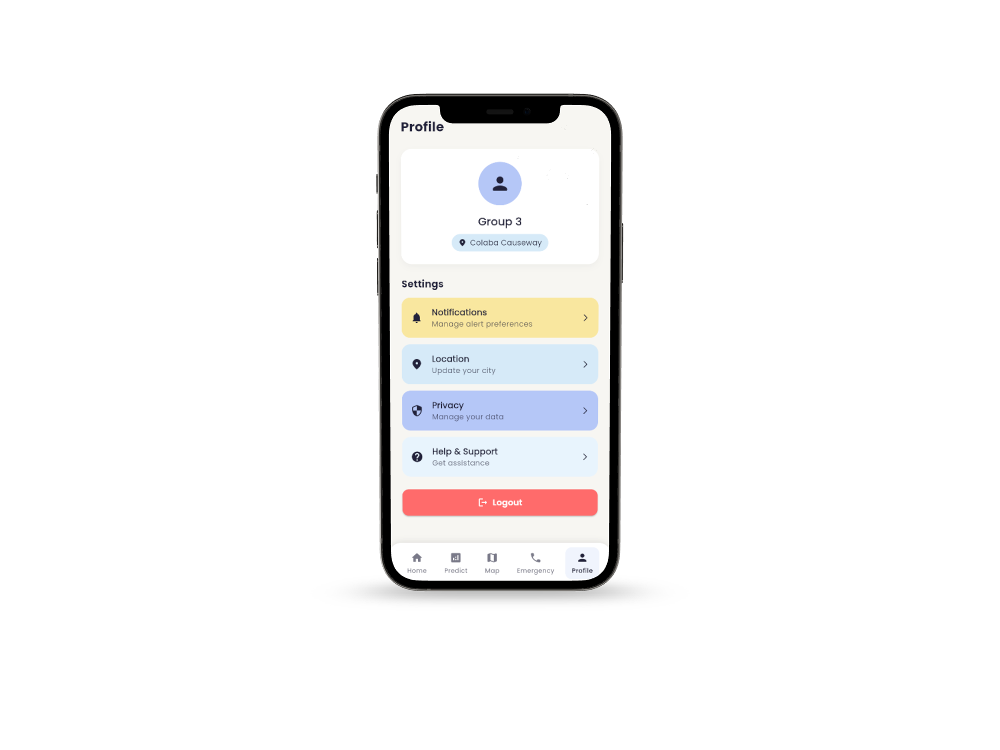 Profile
Group 3
Colaba Causeway
Settings
Notifications
Manage alert preferences
Location
Update your city
Privacy
Manage your data
Help & Support
Get assistance
Logout
Home Predict Map Emergency Profile